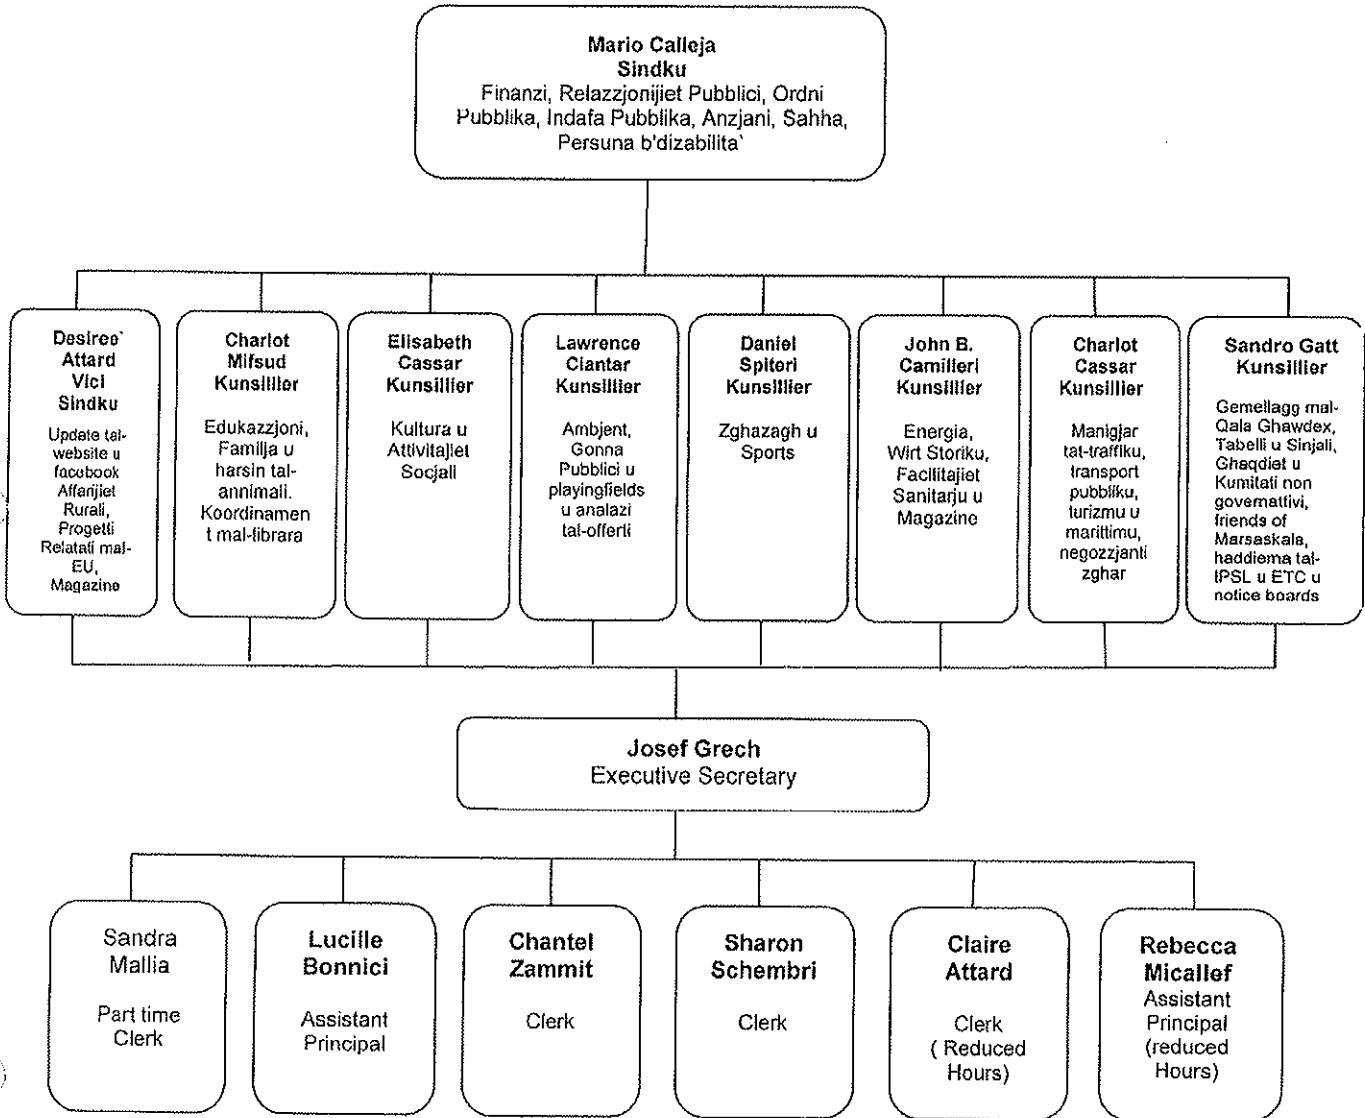 Mario Calleja
Sindku
Finanzi, Relazzjonijiet Pubblici, Ordni
Pubblika, Indafa Pubblika, Anzjani, Sahha,
Persuna b'dizabilita`
Desiree`
Attard
Vici
Sindku
Update tal-
website u
facobook
Affarijiet
Rurali,
Progetti
Relatati mal-
EU,
Magazine
Charlot
Mifsud
Kunsillier
Edukazzjoni,
Familja u
harsin tal-
annimali.
Koordinamen
t mal-librara
Elisabeth
Cassar
Kunsillier
Kultura u
Attivitajiet
Socjali
Lawrence
Ciantar
Kunsillier
Ambjent,
Gonna
Pubblici u
playingfields
u analazi
tal-offerti
Daniel
Spiteri
Kunsillier
Zghazagh u
Sports
John B.
Camilleri
Kunsillier
Energia,
Wirt Storiku,
Facilitajiet
Sanitarju u
Magazine
Charlot
Cassar
Kunsillier
Manigjar
tat-traffiku,
transport
pubbliku,
turizmu u
marittimu,
negozzjanti
zghar
Sandro Gatt
Kunsillier
Gemellagg mal-
Qala Ghawdex,
Tabelli u Sinjali,
Ghaqdiet u
Kumitati non
governattivi,
friends of
Marsaskala,
haddiema tal-
IPSL u ETC u
notice boards
Josef Grech
Executive Secretary
Sandra
Mallia
Part time
Clerk
Lucille
Bonnici
Assistant
Principal
Chantel
Zammit
Clerk
Sharon
Schembri
Clerk
Claire
Attard
Clerk
( Reduced
Hours)
Rebecca
Micallef
Assistant
Principal
(reduced
Hours)